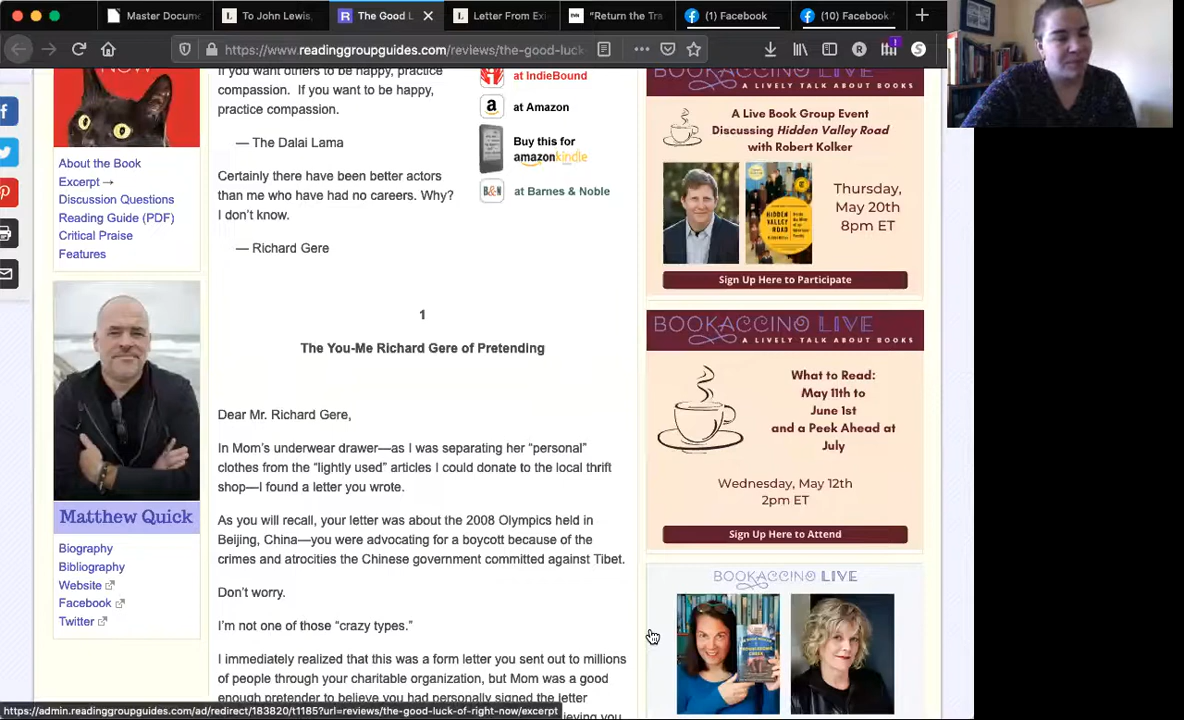 Master Docume
To John Lewis,
The Good L
Letter From Exi
"Return the Tra
(1) Facebook
(10) Facebook
https://www.readinggroupguides.com/reviews/the-good-luck-
NOW
About the Book
Excerpt →
Discussion Questions
Reading Guide (PDF)
Critical Praise
Features
Matthew Quick
Biography
Bibliography
Website
Facebook
Twitter
If you want others to be happy, practice
compassion. If you want to be happy,
practice compassion.
— The Dalai Lama
Certainly there have been better actors
than me who have had no careers. Why?
I don't know.
— Richard Gere
at IndieBound
at Amazon
Buy this for
amazonkindle
B&N at Barnes & Noble
1
The You-Me Richard Gere of Pretending
Dear Mr. Richard Gere,
In Mom's underwear drawer—as I was separating her "personal"
clothes from the "lightly used" articles I could donate to the local thrift
shop—I found a letter you wrote.
As you will recall, your letter was about the 2008 Olympics held in
Beijing, China—you were advocating for a boycott because of the
crimes and atrocities the Chinese government committed against Tibet.
Don't worry.
I'm not one of those "crazy types."
I immediately realized that this was a form letter you sent out to millions
of people through your charitable organization, but Mom was a good
enough pretender to believe you had personally signed the letter
BOOKACCINO LIVE
A LIVELY TALK ABOUT BOOKS
A Live Book Group Event
Discussing Hidden Valley Road
with Robert Kolker
HIDDEN
VALLEY
ROAD
Thursday,
May 20th
8pm ET
Sign Up Here to Participate
BOOKACCINO LIVE
A LIVELY TALK ABOUT BOOKS
What to Read:
May 11th to
June 1st
and a Peek Ahead at
July
Wednesday, May 12th
2pm ET
Sign Up Here to Attend
BOOKACCINO LIVE
https://admin.readinggroupguides.com/ad/redirect/183820/t1185?url=reviews/the-good-luck-of-right-now/excerpt